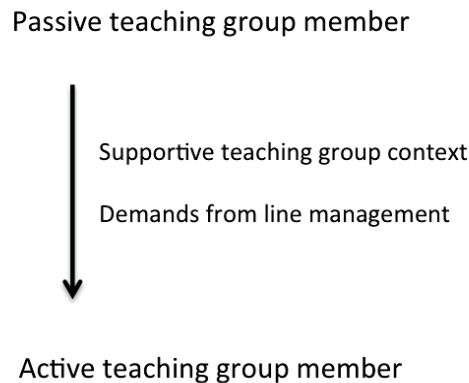 Passive teaching group member
Supportive teaching group context
Demands from line management
Active teaching group member